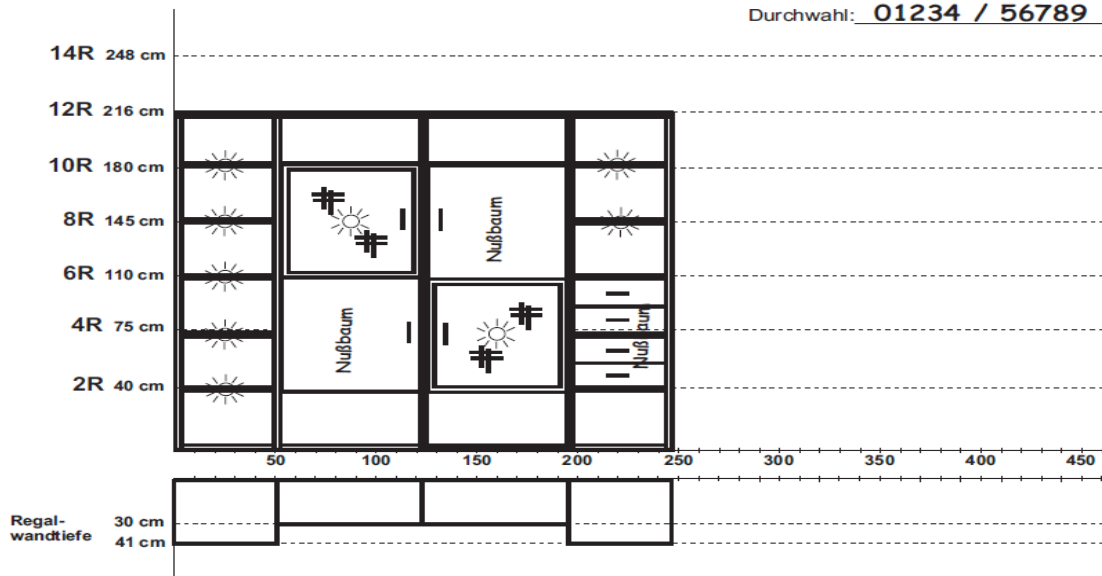 Durchwahl: 01234 / 56789
14R 248 cm
12R 216 cm
10R 180 cm
8R 145 cm
Nußbaum
6R 110 cm
4R 75 cm
Nußbaum
Nußbaum
2R 40 cm
50 100 150 200 250 300 350 400 450
Regal-
wandtiefe
30 cm
41 cm